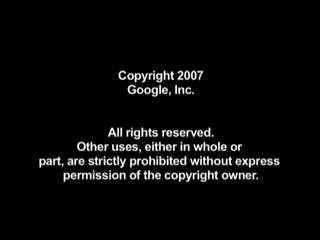 Copyright 2007
Google, Inc.
All rights reserved.
Other uses, either in whole or
part, are strictly prohibited without express
permission of the copyright owner.